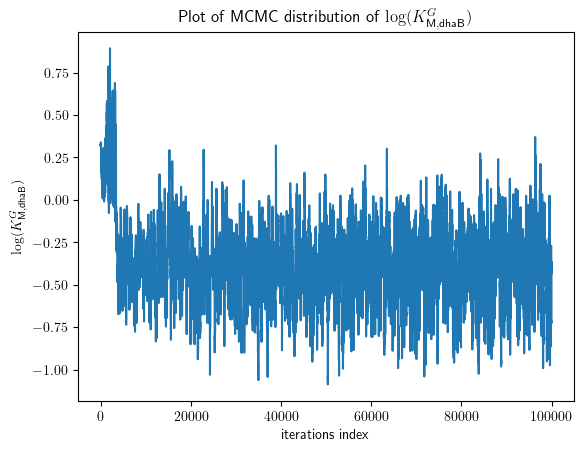 Plot of MCMC distribution of log(K^G_M,dhaB)
log(K^G_M,dhaB)
0.75
0.50
0.25
0.00
−0.25
−0.50
−0.75
−1.00
0 20000 40000 60000 80000 100000
iterations index